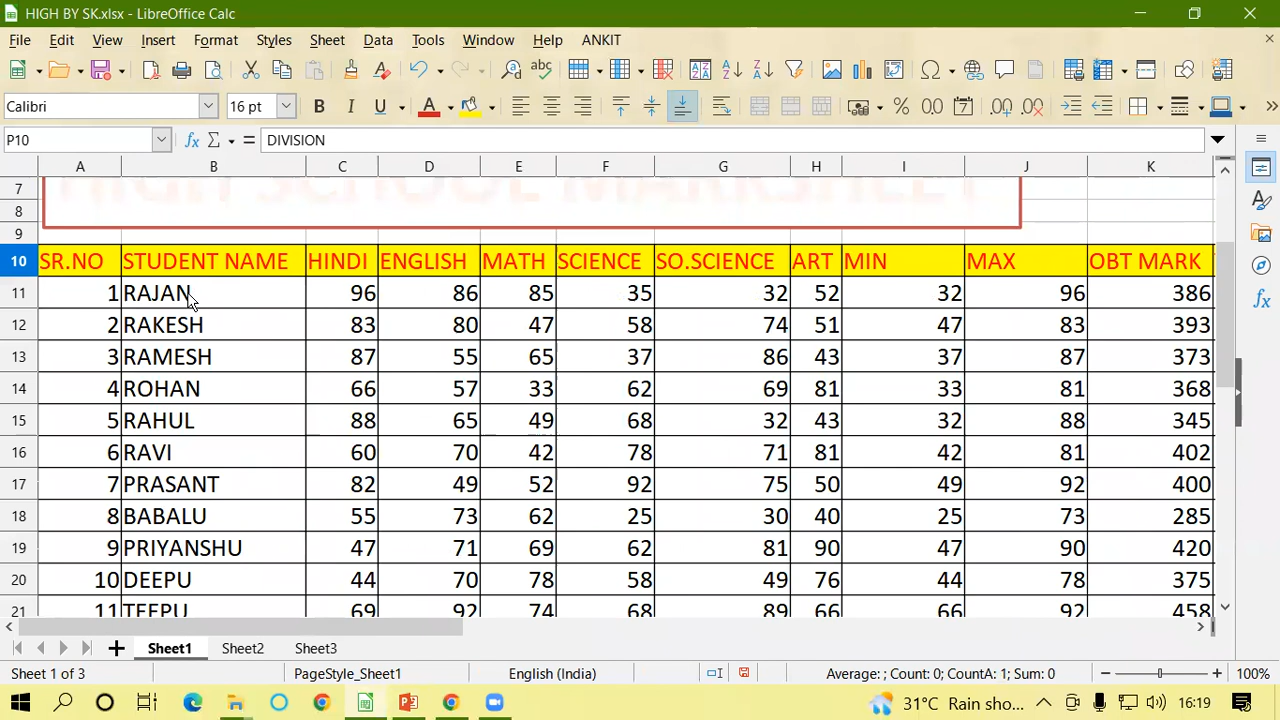 HIGH BY SK.xlsx - LibreOffice Calc
File Edit View Insert Format Styles Sheet Data Tools Window Help ANKIT
Calibri 16 pt
P10 DIVISION
A B C D E F G H I J K
7 HIGH SCHOOL MARKSHEET
8
9
10 SR.NO STUDENT NAME HINDI ENGLISH MATH SCIENCE SO.SCIENCE ART MIN MAX OBT MARK
11 1 RAJAN 96 86 85 35 32 52 32 96 386
12 2 RAKESH 83 80 47 58 74 51 47 83 393
13 3 RAMESH 87 55 65 37 86 43 37 87 373
14 4 ROHAN 66 57 33 62 69 81 33 81 368
15 5 RAHUL 88 65 49 68 32 43 32 88 345
16 6 RAVI 60 70 42 78 71 81 42 81 402
17 7 PRASANT 82 49 52 92 75 50 49 92 400
18 8 BABALU 55 73 62 25 30 40 25 73 285
19 9 PRIYANSHU 47 71 69 62 81 90 47 90 420
20 10 DEEPU 44 70 78 58 49 76 44 78 375
21 11 TEEPU 69 92 74 68 89 66 66 92 458
Sheet1 Sheet2 Sheet3
Sheet 1 of 3 PageStyle_Sheet1 English (India) Average: ; Count: 0; CountA: 1; Sum: 0 100%
31°C Rain sho... 16:19